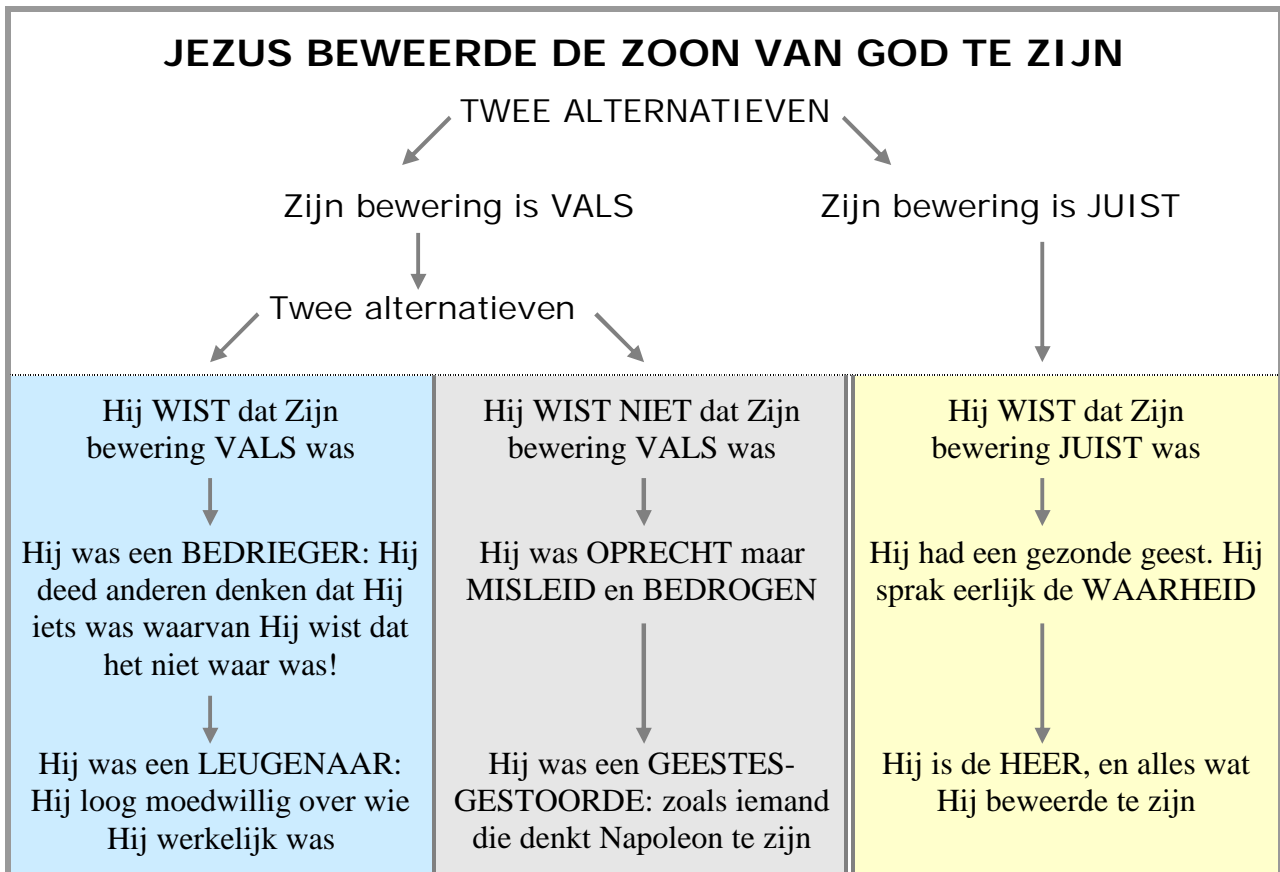 JEZUS BEWEERDE DE ZOON VAN GOD TE ZIJN
TWEE ALTERNATIEVEN
Zijn bewering is VALS
Zijn bewering is JUIST
Twee alternatieven
Hij WIST dat Zijn
bewering VALS was
Hij was een BEDRIEGER: Hij
deed anderen denken dat Hij
iets was waarvan Hij wist dat
het niet waar was!
Hij was een LEUGENAAR:
Hij loog moedwillig over wie
Hij werkelijk was
Hij WIST NIET dat Zijn
bewering VALS was
Hij was OPRECHT maar
MISLEID en BEDROGEN
Hij was een GEESTES-
GESTOORDE: zoals iemand
die denkt Napoleon te zijn
Hij WIST dat Zijn
bewering JUIST was
Hij had een gezonde geest. Hij
sprak eerlijk de WAARHEID
Hij is de HEER, en alles wat
Hij beweerde te zijn